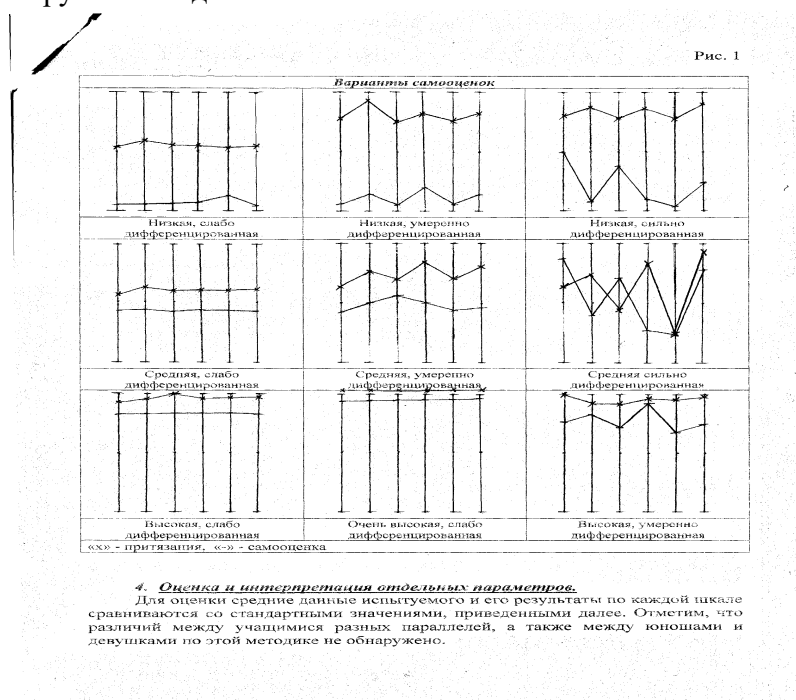 Рис. 1
Варианты самооценок
Низкая, слабо
дифференцированная
Низкая, умеренно
дифференцированная
Низкая, сильно
дифференцированная
Средняя, слабо
дифференцированная
Средняя, умеренно
дифференцированная
Средняя сильно
дифференцированная
Высокая, слабо
дифференцированная
Очень высокая, слабо
дифференцированная
Высокая, умеренно
дифференцированная
«х» - притязания, «-» - самооценка
4. Оценка и интерпретация отдельных параметров.
Для оценки средние данные испытуемого и его результаты по каждой шкале
сравниваются со стандартными значениями, приведенными далее. Отметим, что
различий между учащимися разных параллелей, а также между юношами и
девушками по этой методике не обнаружено.